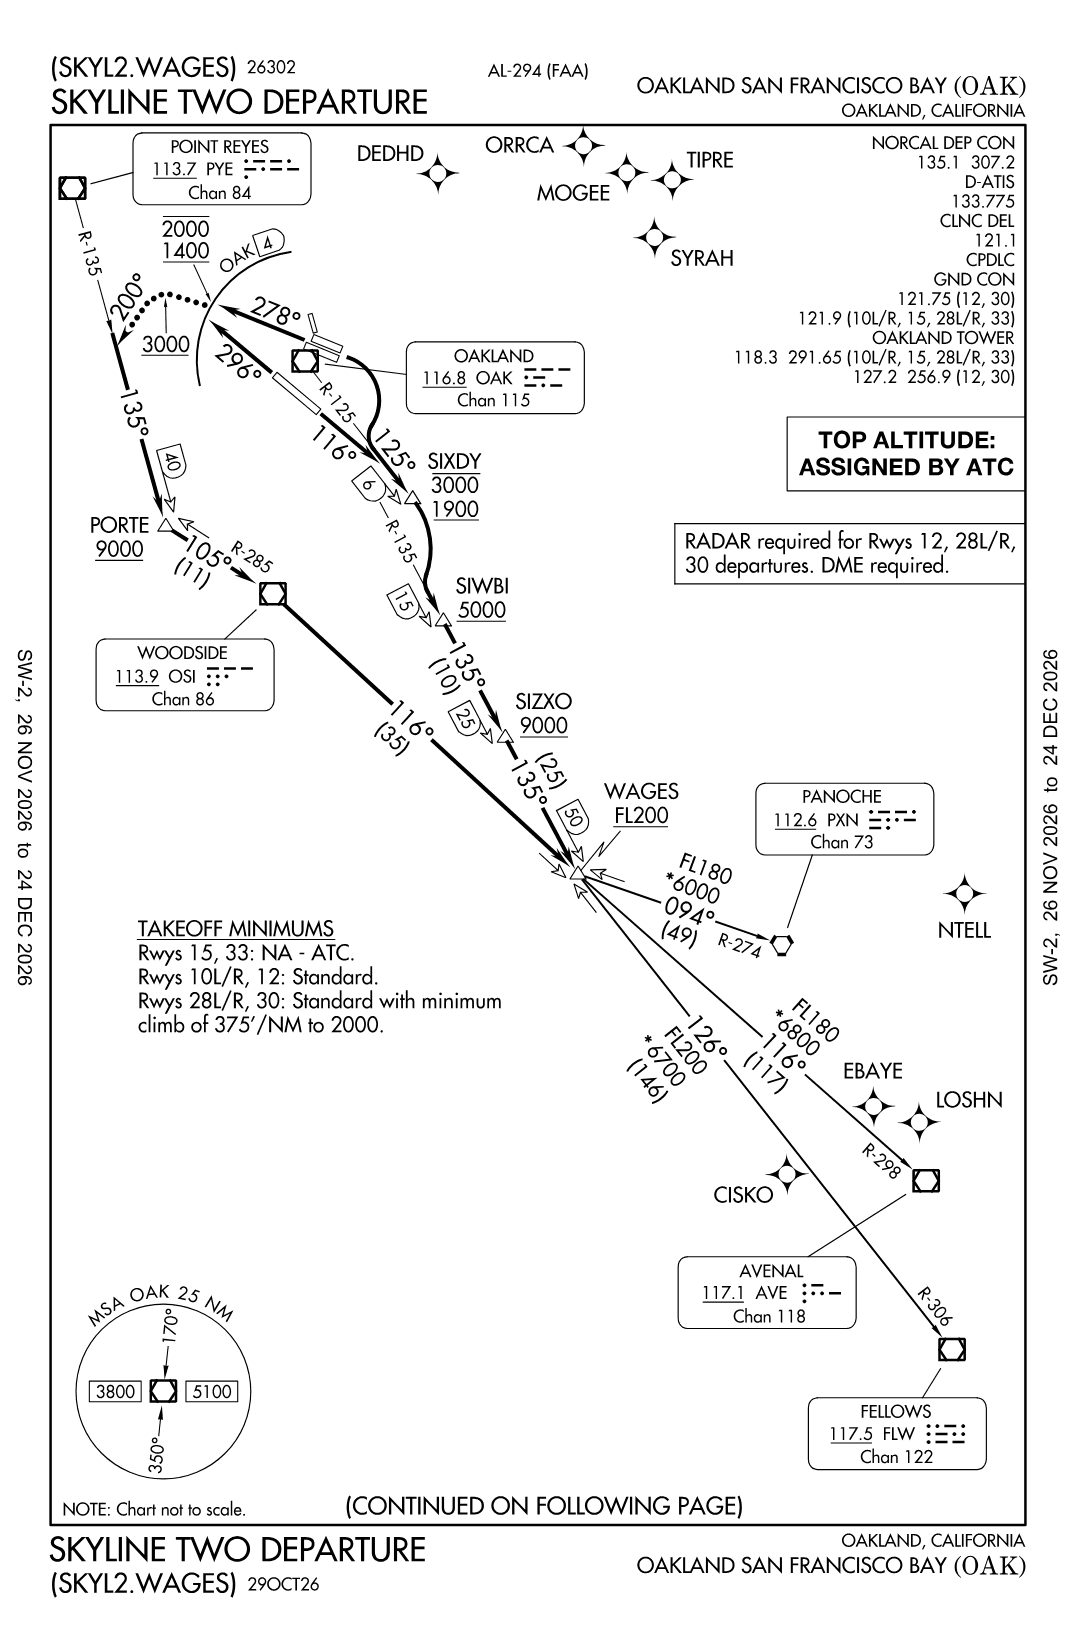 (SKYL2.WAGES) 26302
SKYLINE TWO DEPARTURE
AL-294 (FAA)
OAKLAND SAN FRANCISCO BAY (OAK)
OAKLAND, CALIFORNIA
POINT REYES
113.7 PYE
Chan 84
DEDHD
ORRCA
MOGEE
TIPRE
SYRAH
NORCAL DEP CON
135.1 307.2
D-ATIS
133.775
CLNC DEL
121.1
CPDLC
GND CON
121.75 (12, 30)
121.9 (10L/R, 15, 28L/R, 33)
OAKLAND TOWER
118.3 291.65 (10L/R, 15, 28L/R, 33)
127.2 256.9 (12, 30)
TOP ALTITUDE:
ASSIGNED BY ATC
RADAR required for Rwys 12, 28L/R,
30 departures. DME required.
2000
1400
OAK 4
R-135
200°
3000
278°
296°
OAKLAND
116.8 OAK
Chan 115
R-125
116°
125°
135°
40
6
SIXDY
3000
1900
PORTE
9000
105°
(11)
R-285
R-135
15
SIWBI
5000
WOODSIDE
113.9 OSI
Chan 86
135°
(10)
25
SIZXO
9000
116°
(35)
135°
(25)
50
WAGES
FL200
PANOCHE
112.6 PXN
Chan 73
FL180
*6000
094°
(49)
R-274
NTELL
TAKEOFF MINIMUMS
Rwys 15, 33: NA - ATC.
Rwys 10L/R, 12: Standard.
Rwys 28L/R, 30: Standard with minimum
climb of 375'/NM to 2000.
126°
FL200
*6700
(146)
FL180
*6800
116°
(117)
EBAYE
LOSHN
R-298
CISKO
AVENAL
117.1 AVE
Chan 118
R-306
FELLOWS
117.5 FLW
Chan 122
MSA OAK 25 NM
170°
3800
5100
350°
NOTE: Chart not to scale.
(CONTINUED ON FOLLOWING PAGE)
SKYLINE TWO DEPARTURE
(SKYL2.WAGES) 29OCT26
OAKLAND, CALIFORNIA
OAKLAND SAN FRANCISCO BAY (OAK)
SW-2, 26 NOV 2026 to 24 DEC 2026
SW-2, 26 NOV 2026 to 24 DEC 2026